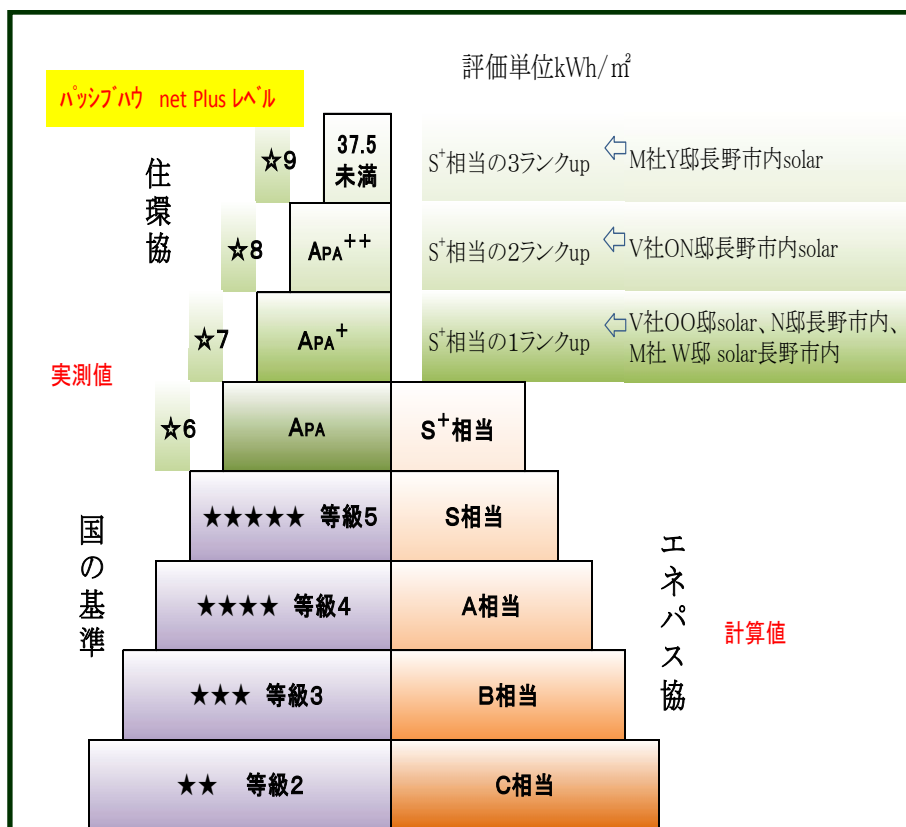 評価単位kWh/㎡
ﾊﾟッシブハウ net Plus レベル
住環協
☆9
37.5
未満
S⁺相当の3ランクup
M社Y邸長野市内solar
☆8
APA⁺⁺
S⁺相当の2ランクup
V社ON邸長野市内solar
☆7
APA⁺
S⁺相当の1ランクup
V社OO邸solar、N邸長野市内、
M社 W邸 solar長野市内
実測値
☆6
APA
S⁺相当
国の基準
★★★★★ 等級5
S相当
エネパス協
★★★★ 等級4
A相当
計算値
★★★ 等級3
B相当
★★ 等級2
C相当